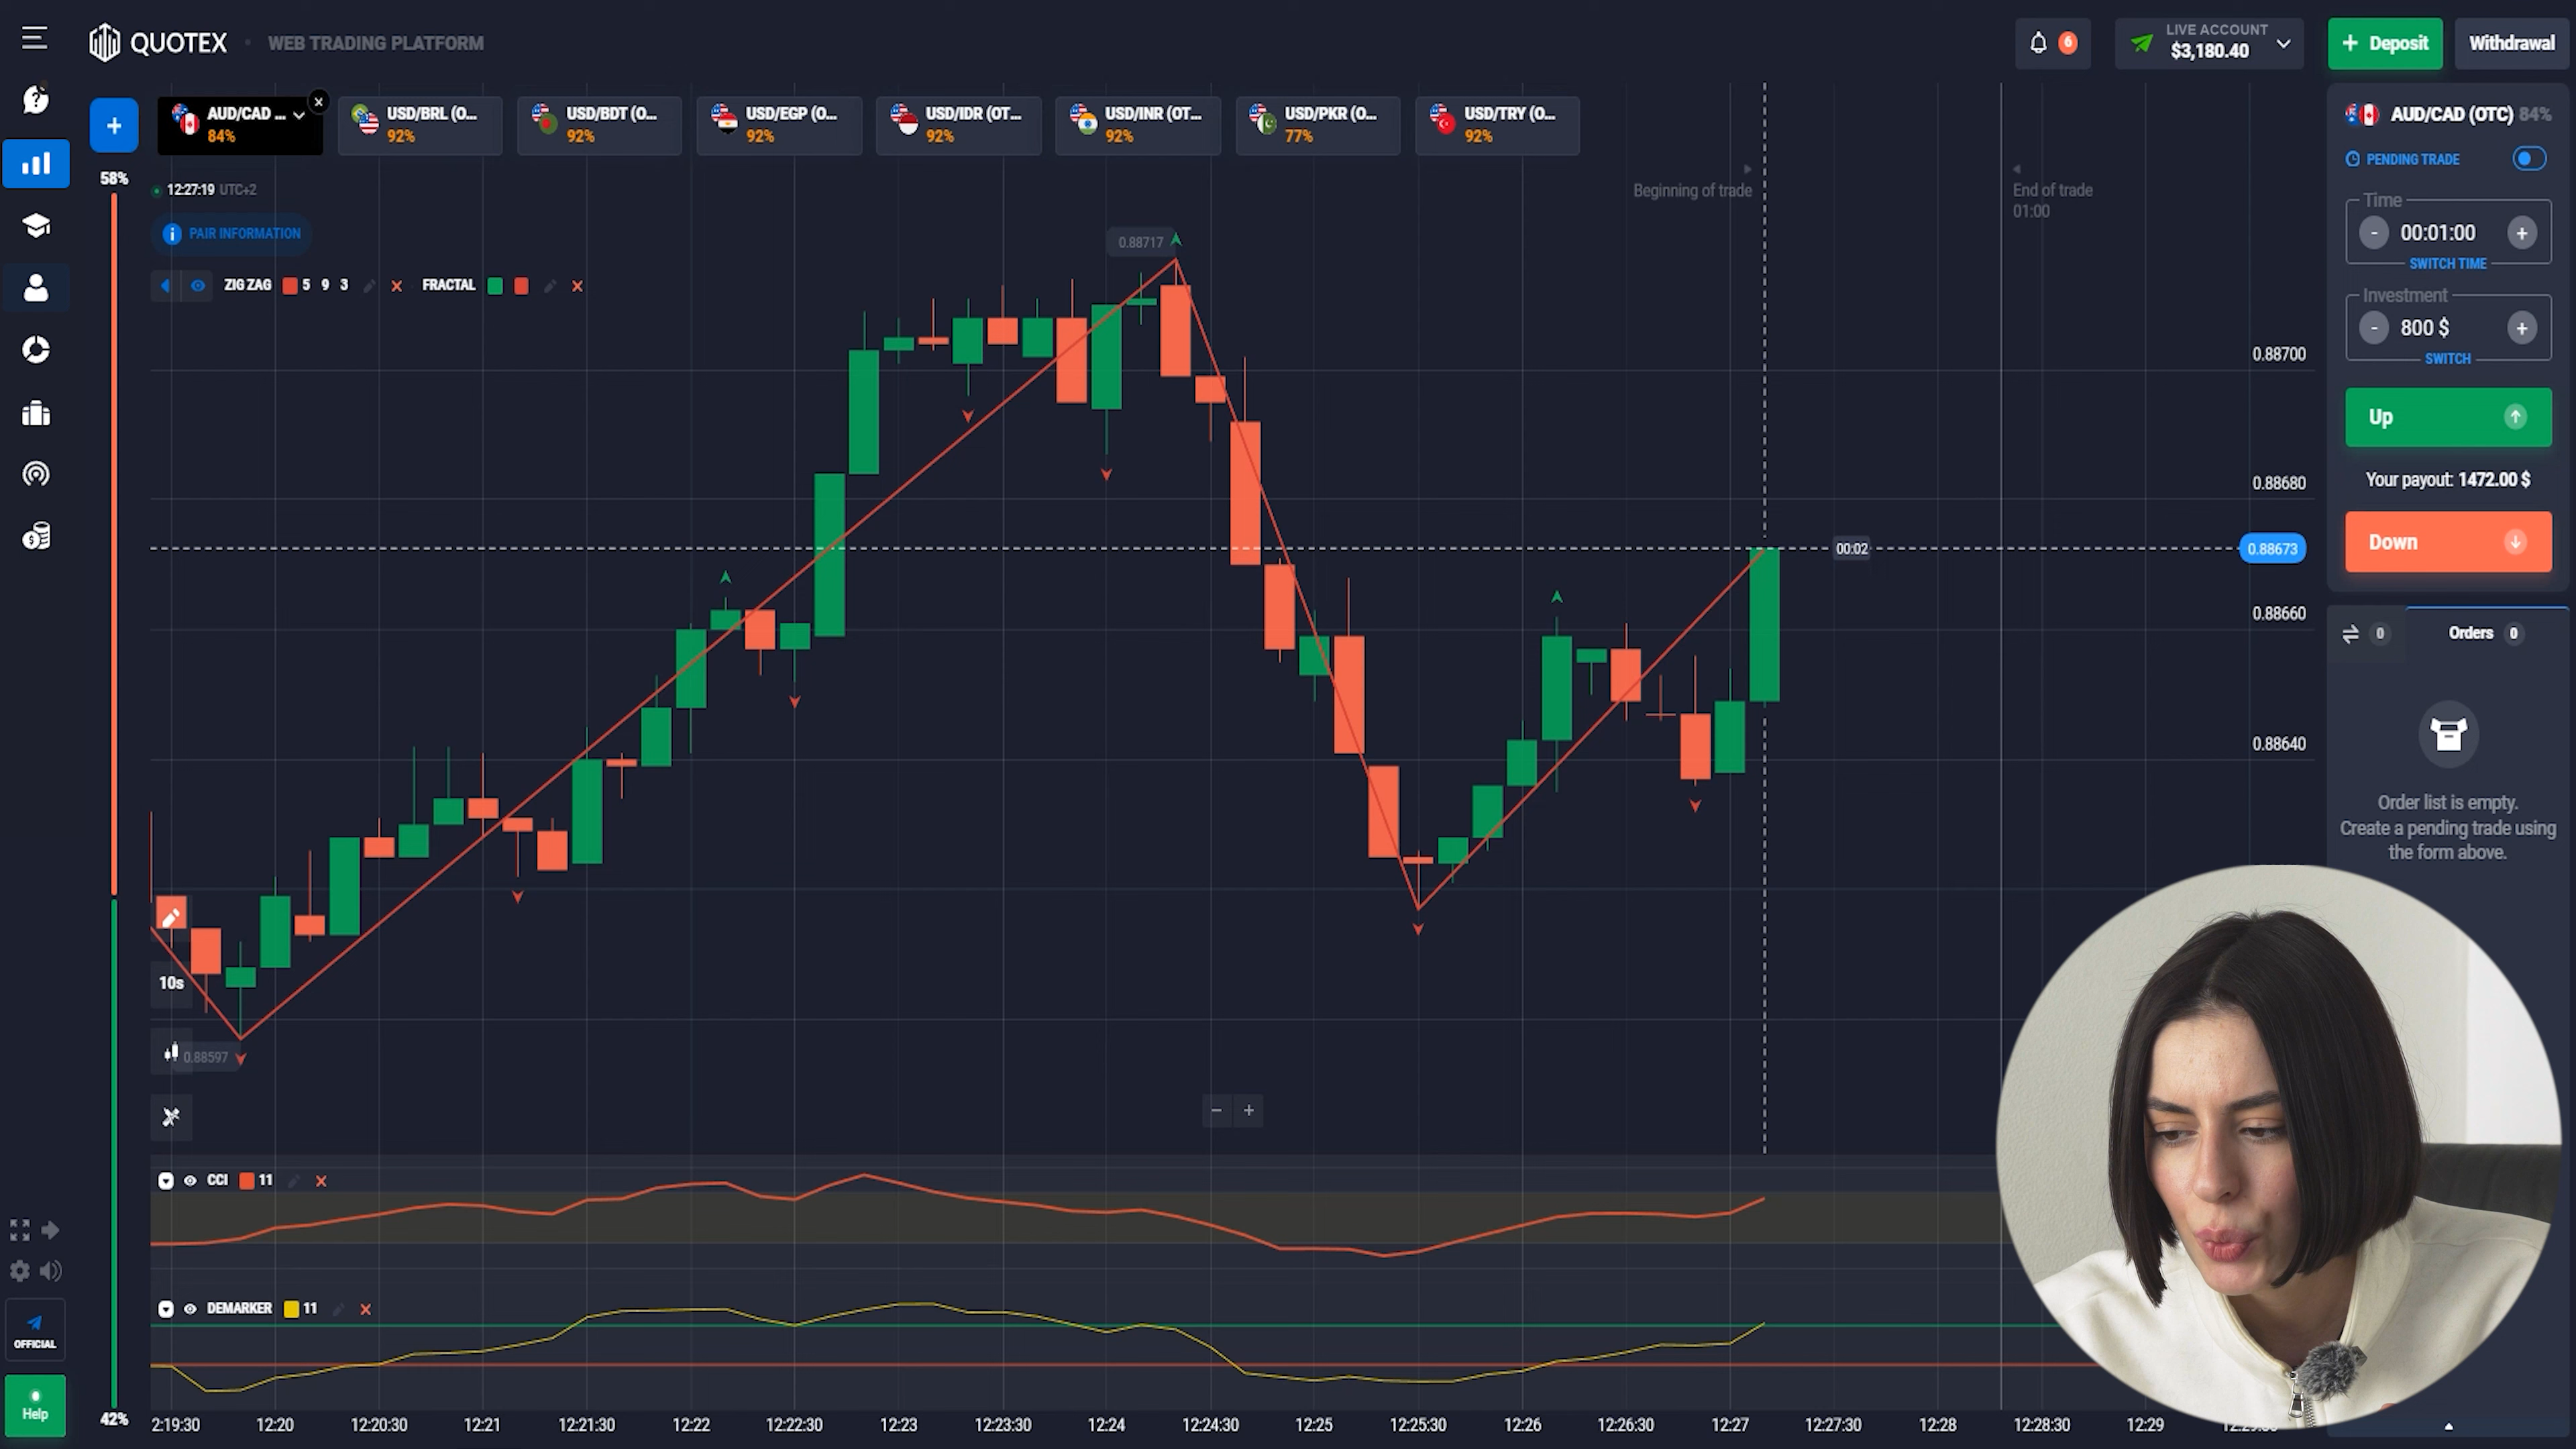 QUOTEX • WEB TRADING PLATFORM
6
LIVE ACCOUNT
$3,180.40
+ Deposit
Withdrawal
AUD/CAD ...
84%
USD/BRL (O...
92%
USD/BDT (O...
92%
USD/EGP (O...
92%
USD/IDR (OT...
92%
USD/INR (OT...
92%
USD/PKR (O...
77%
USD/TRY (O...
92%
58%
12:27:19 UTC+2
PAIR INFORMATION
ZIG ZAG 5 9 3
FRACTAL
Beginning of trade
End of trade
01:00
0.88717
0.88700
0.88680
00:02
0.88673
0.88660
0.88640
10s
0.88597
CCI 11
DEMARKER 11
42%
2:19:30 12:20 12:20:30 12:21 12:21:30 12:22 12:22:30 12:23 12:23:30 12:24 12:24:30 12:25 12:25:30 12:26 12:26:30 12:27 12:27:30 12:28 12:28:30 12:29
OFFICIAL
Help
AUD/CAD (OTC) 84%
PENDING TRADE
Time
- 00:01:00 +
SWITCH TIME
Investment
- 800 $ +
SWITCH
Up
Your payout: 1472.00 $
Down
0
Orders 0
Order list is empty.
Create a pending trade using
the form above.